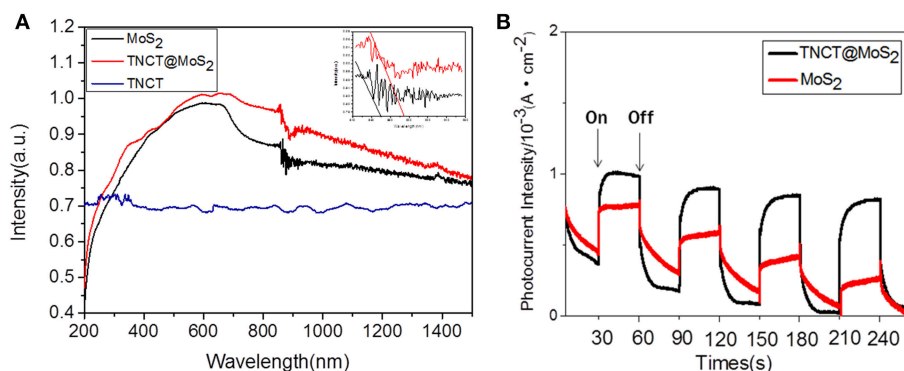 A
MoS2
TNCT@MoS2
TNCT
Intensity(a.u.)
1.2
1.1
1.0
0.9
0.8
0.7
0.6
0.5
0.4
200 400 600 800 1000 1200 1400
Wavelength(nm)
B
TNCT@MoS2
MoS2
On Off
Photocurrent Intensity/10-3(A • cm-2)
2
1
0
30 60 90 120 150 180 210 240
Times(s)